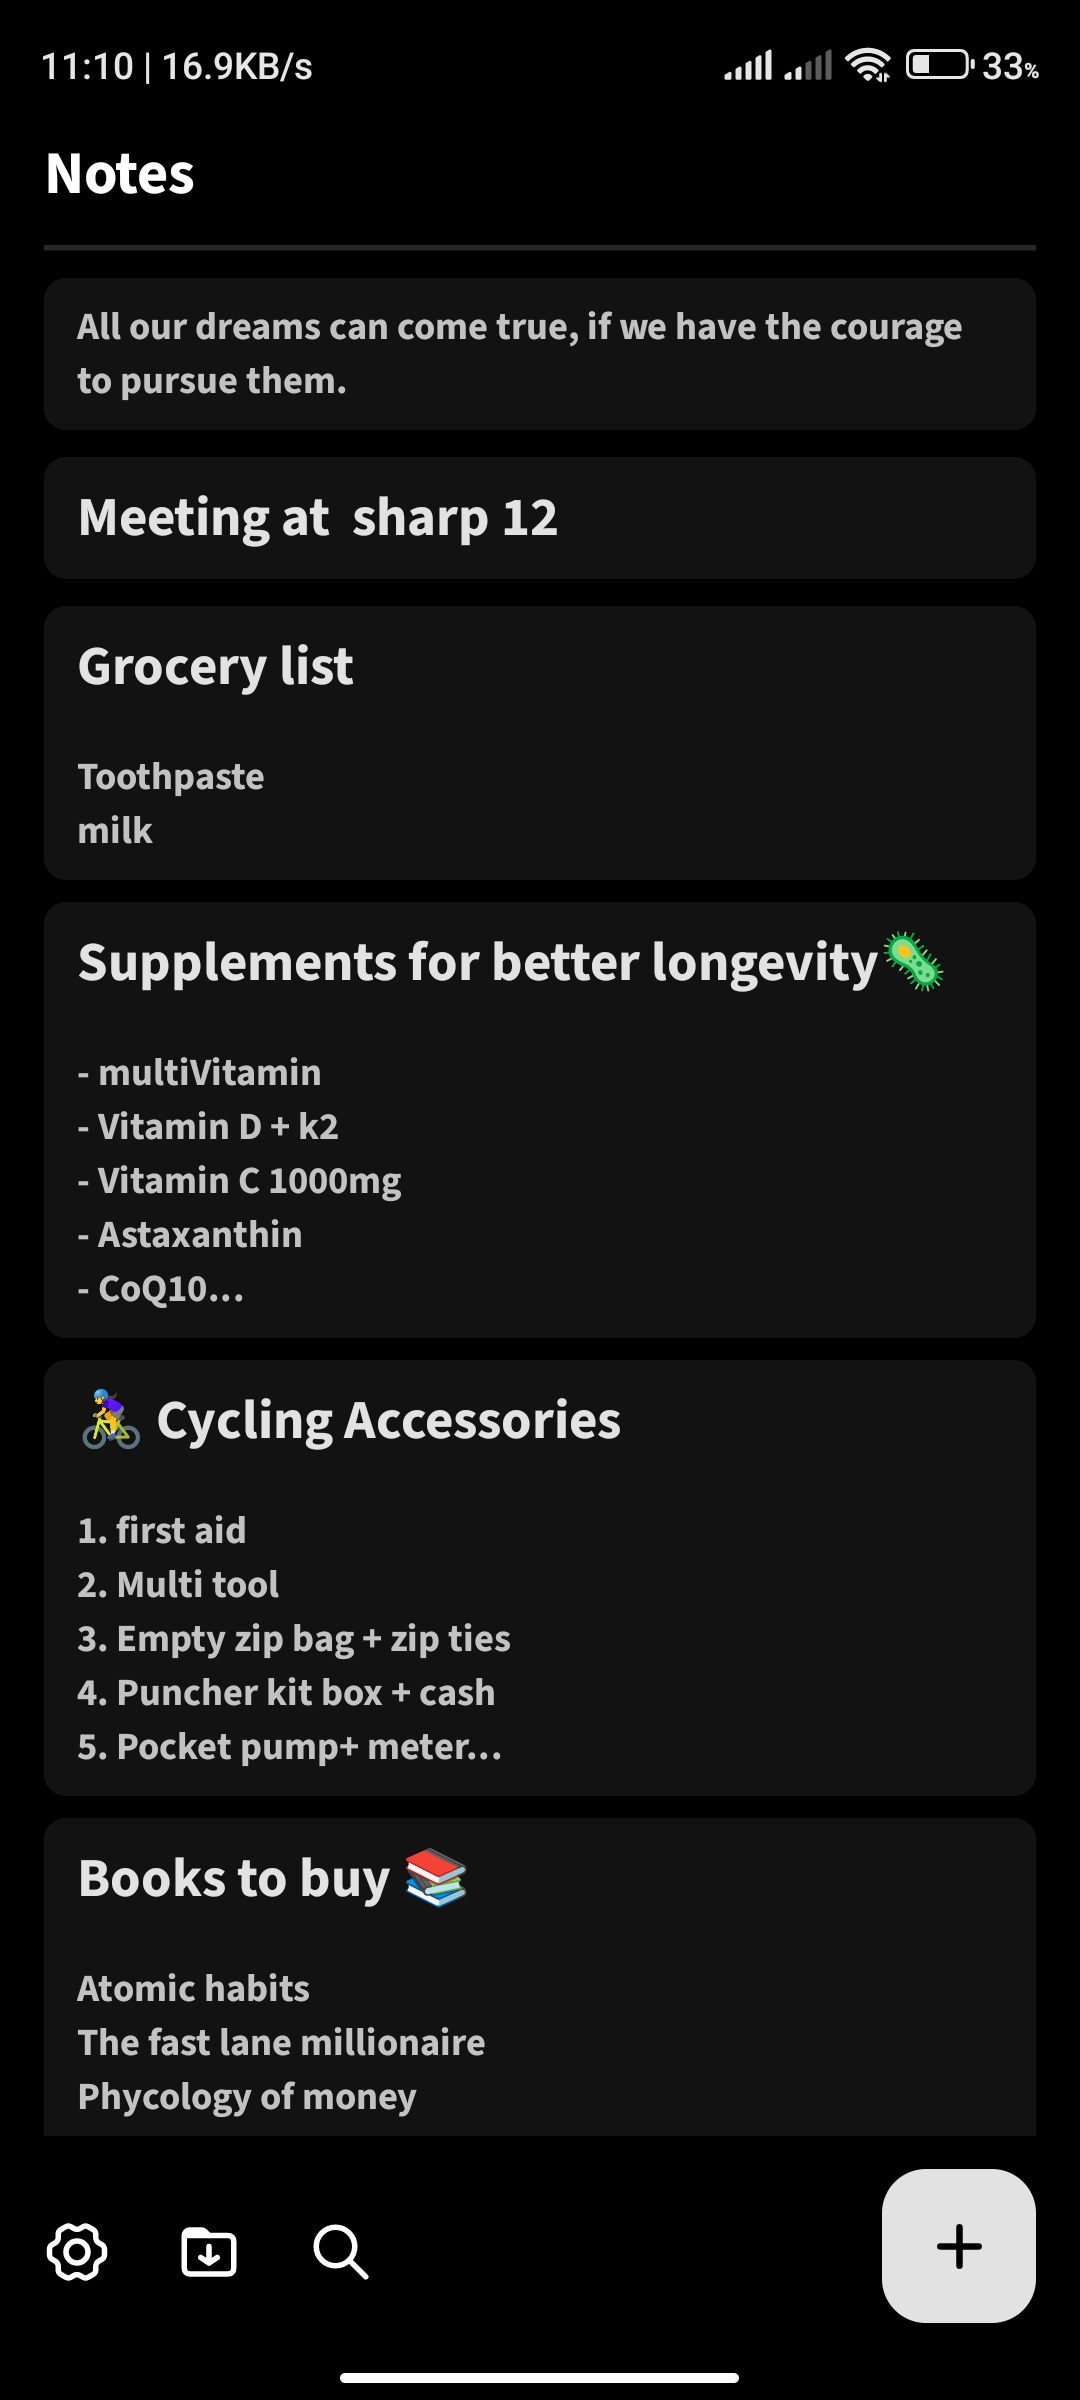 11:10 | 16.9KB/s 33%
Notes
All our dreams can come true, if we have the courage
to pursue them.
Meeting at  sharp 12
Grocery list
Toothpaste
milk
Supplements for better longevity🦠
- multiVitamin
- Vitamin D + k2
- Vitamin C 1000mg
- Astaxanthin
- CoQ10...
🚴‍♀️ Cycling Accessories
1. first aid
2. Multi tool
3. Empty zip bag + zip ties
4. Puncher kit box + cash
5. Pocket pump+ meter...
Books to buy 📚
Atomic habits
The fast lane millionaire
Phycology of money